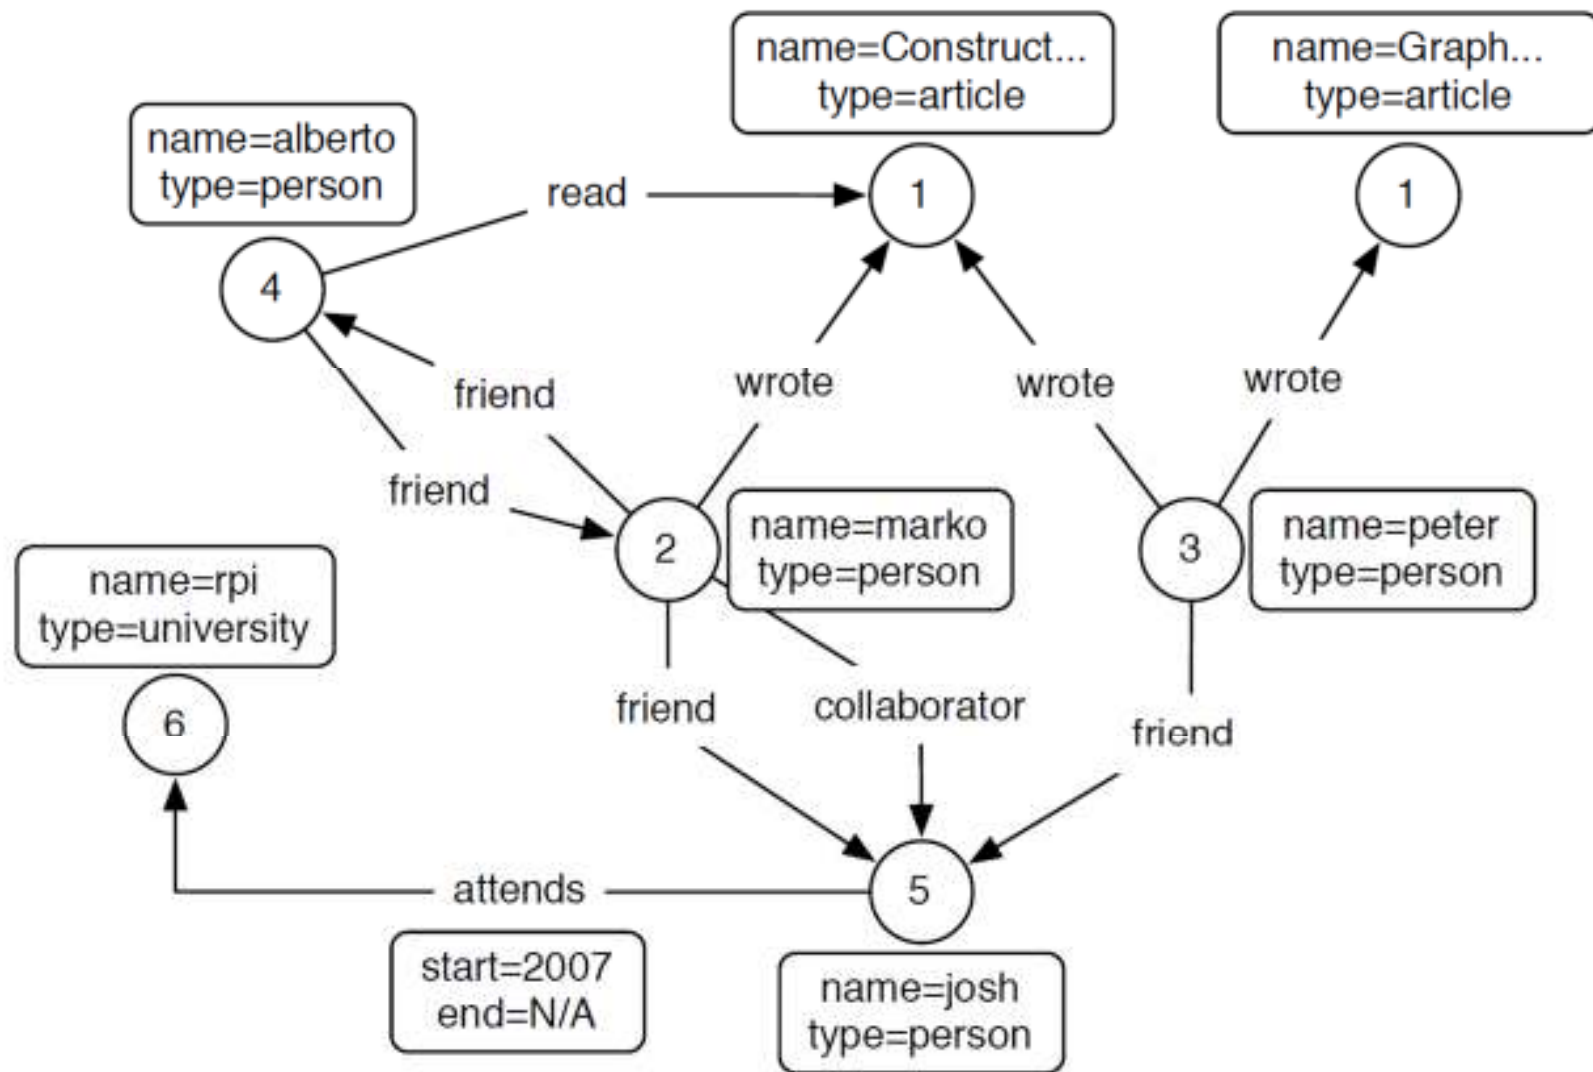 name=Construct...
type=article
name=Graph...
type=article
name=alberto
type=person
read
1
1
4
friend
wrote
wrote
wrote
friend
2
name=marko
type=person
3
name=peter
type=person
name=rpi
type=university
6
friend
collaborator
friend
attends
5
start=2007
end=N/A
name=josh
type=person